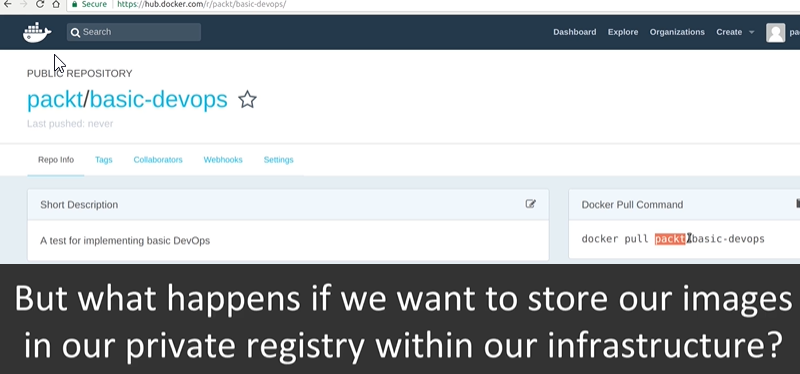 Secure https://hub.docker.com/r/packt/basic-devops/
Search
Dashboard Explore Organizations Create
PUBLIC REPOSITORY
packt/basic-devops
Last pushed: never
Repo Info Tags Collaborators Webhooks Settings
Short Description
Docker Pull Command
A test for implementing basic DevOps
docker pull packt/basic-devops
But what happens if we want to store our images
in our private registry within our infrastructure?